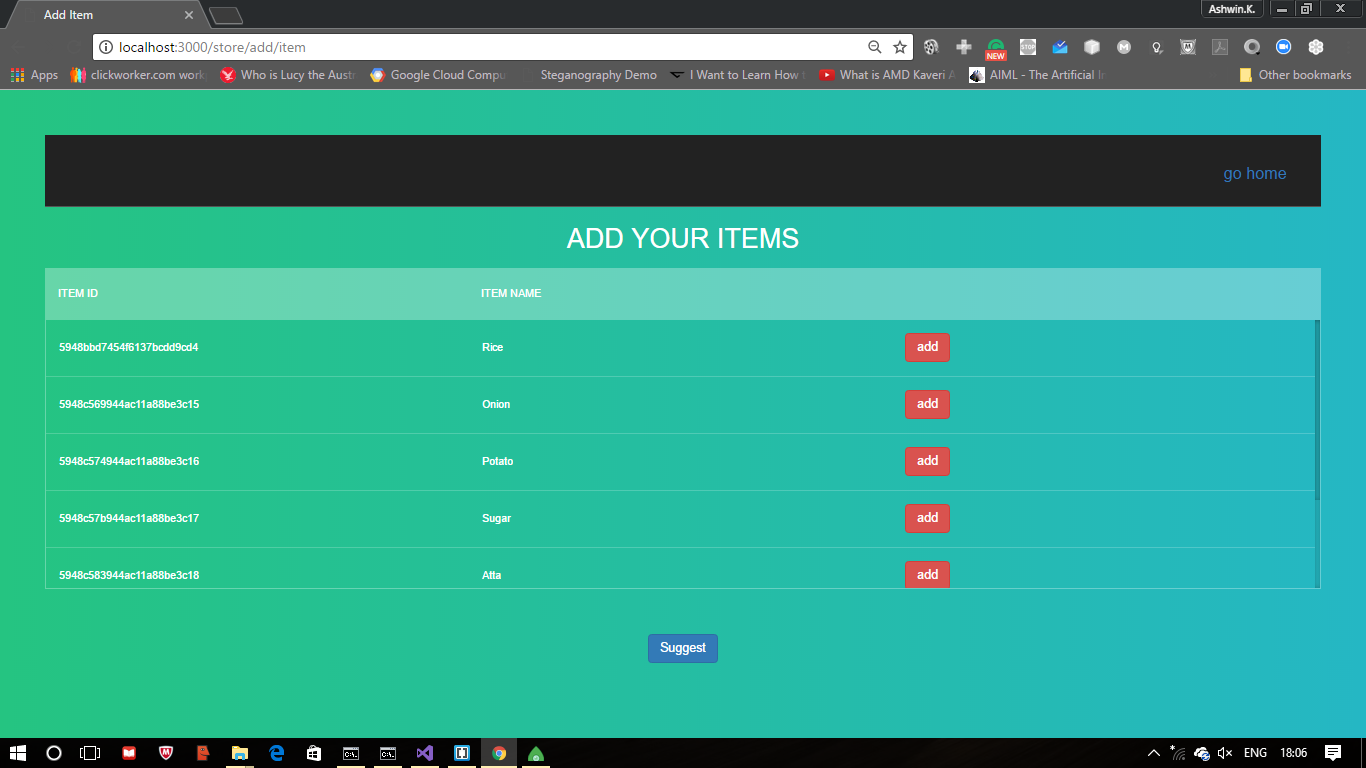 Add Item
Ashwin.K.
localhost:3000/store/add/item
NEW
STOP
Apps
clickworker.com work
Who is Lucy the Austr
Google Cloud Compu
Steganography Demo
I Want to Learn How t
What is AMD Kaveri A
AIML - The Artificial In
Other bookmarks
go home
ADD YOUR ITEMS
ITEM ID ITEM NAME
5948bbd7454f6137bcdd9cd4 Rice add
5948c569944ac11a88be3c15 Onion add
5948c574944ac11a88be3c16 Potato add
5948c57b944ac11a88be3c17 Sugar add
5948c583944ac11a88be3c18 Atta add
Suggest
ENG 18:06